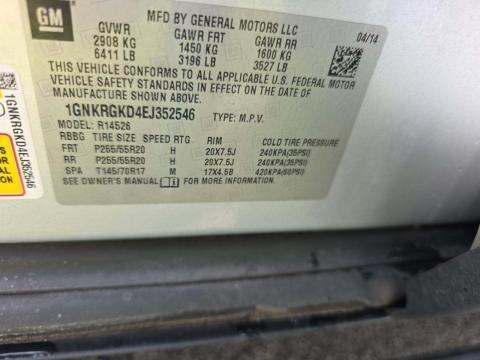 GM
MFD BY GENERAL MOTORS LLC
04/14
GVWR GAWR FRT GAWR RR
2908 KG 1450 KG 1600 KG
6411 LB 3196 LB 3527 LB
THIS VEHICLE CONFORMS TO ALL APPLICABLE U.S. FEDERAL MOTOR
VEHICLE SAFETY STANDARDS IN EFFECT ON THE DATE OF
MANUFACTURE SHOWN ABOVE.
1GNKRGKD4EJ352546 TYPE: M.P.V.
MODEL: R14526
RBBG TIRE SIZE SPEED RTG RIM COLD TIRE PRESSURE
FRT P255/55R20 H 20X7.5J 240KPA(35PSI)
RR P255/55R20 H 20X7.5J 240KPA(35PSI)
SPA T145/70R17 M 17X4.5B 420KPA(60PSI)
SEE OWNER'S MANUAL FOR MORE INFORMATION.
1GNKRGKD4EJ352546